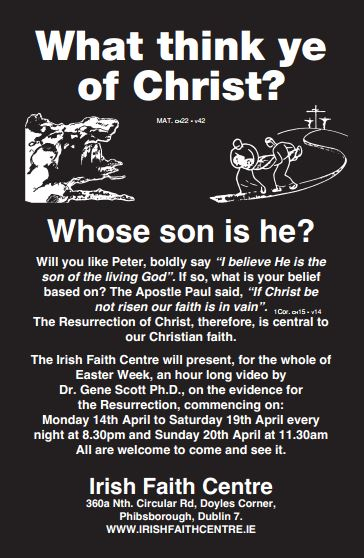 What think ye
of Christ?
MAT. CH22 • V42
Whose son is he?
Will you like Peter, boldly say “I believe He is the
son of the living God”. If so, what is your belief
based on? The Apostle Paul said, “If Christ be
not risen our faith is in vain”. 1Cor. CH15 • V14
The Resurrection of Christ, therefore, is central to
our Christian faith.
The Irish Faith Centre will present, for the whole of
Easter Week, an hour long video by
Dr. Gene Scott Ph.D., on the evidence for
the Resurrection, commencing on:
Monday 14th April to Saturday 19th April every
night at 8.30pm and Sunday 20th April at 11.30am
All are welcome to come and see it.
Irish Faith Centre
360a Nth. Circular Rd, Doyles Corner,
Phibsborough, Dublin 7.
WWW.IRISHFAITHCENTRE.IE